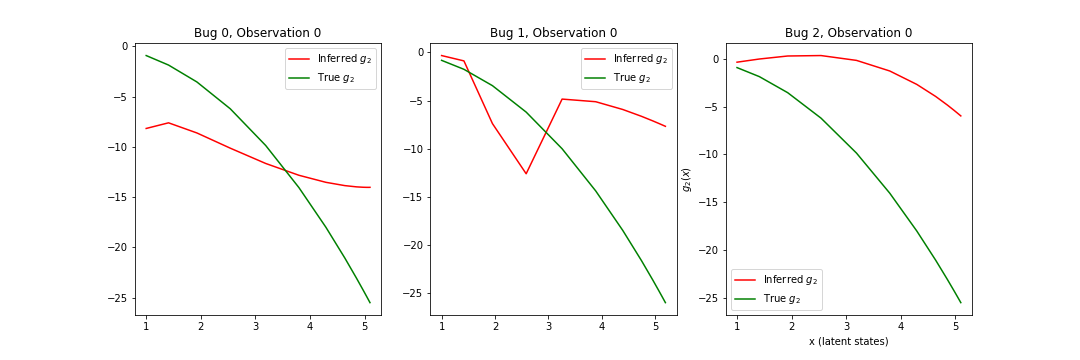 Bug 0, Observation 0
Inferred g₂
True g₂
0
−5
−10
−15
−20
−25
1 2 3 4 5
Bug 1, Observation 0
Inferred g₂
True g₂
0
−5
−10
−15
−20
−25
1 2 3 4 5
Bug 2, Observation 0
g₂(x)
0
−5
−10
−15
−20
−25
Inferred g₂
True g₂
1 2 3 4 5
x (latent states)